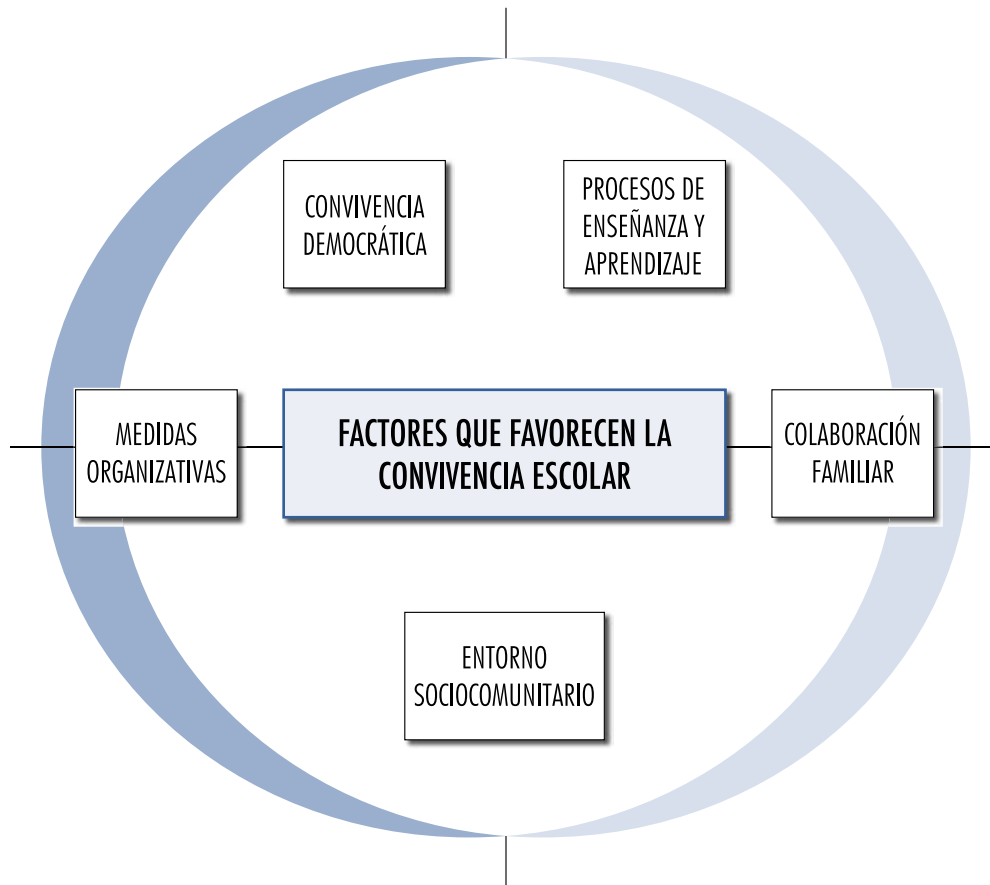 CONVIVENCIA
DEMOCRÁTICA
PROCESOS DE
ENSEÑANZA Y
APRENDIZAJE
MEDIDAS
ORGANIZATIVAS
FACTORES QUE FAVORECEN LA
CONVIVENCIA ESCOLAR
COLABORACIÓN
FAMILIAR
ENTORNO
SOCIOCOMUNITARIO